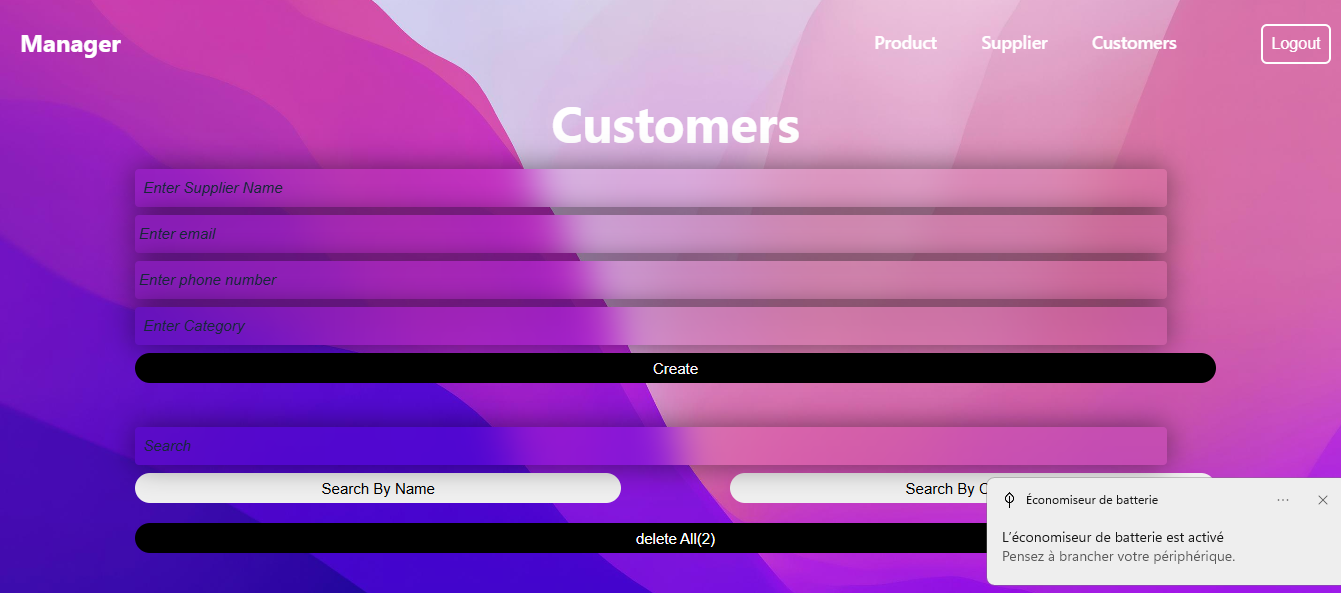 Manager
Product
Supplier
Customers
Logout
Customers
Enter Supplier Name
Enter email
Enter phone number
Enter Category
Create
Search
Search By Name
Search By C
delete All(2)
Économiseur de batterie
L'économiseur de batterie est activé
Pensez à brancher votre périphérique.